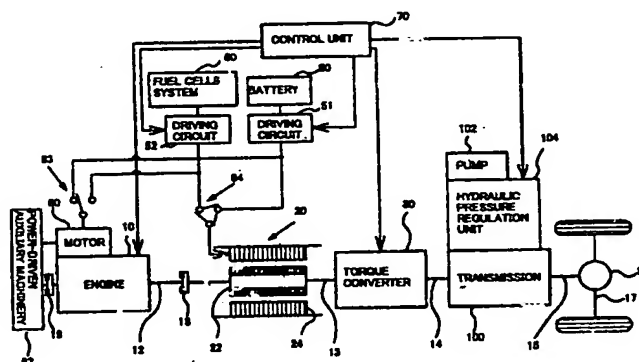 70
CONTROL UNIT
60
FUEL CELLS
SYSTEM
BATTERY
51
DRIVING
CIRCUIT
52
DRIVING
CIRCUIT
102
PUMP
104
HYDRAULIC
PRESSURE
REGULATION
UNIT
83
84
20
30
POWER-DRIVEN
AUXILIARY MACHINERY
MOTOR
10
ENGINE
TORQUE
CONVERTER
TRANSMISSION
12
18
22
24
13
14
100
15
17
19
82